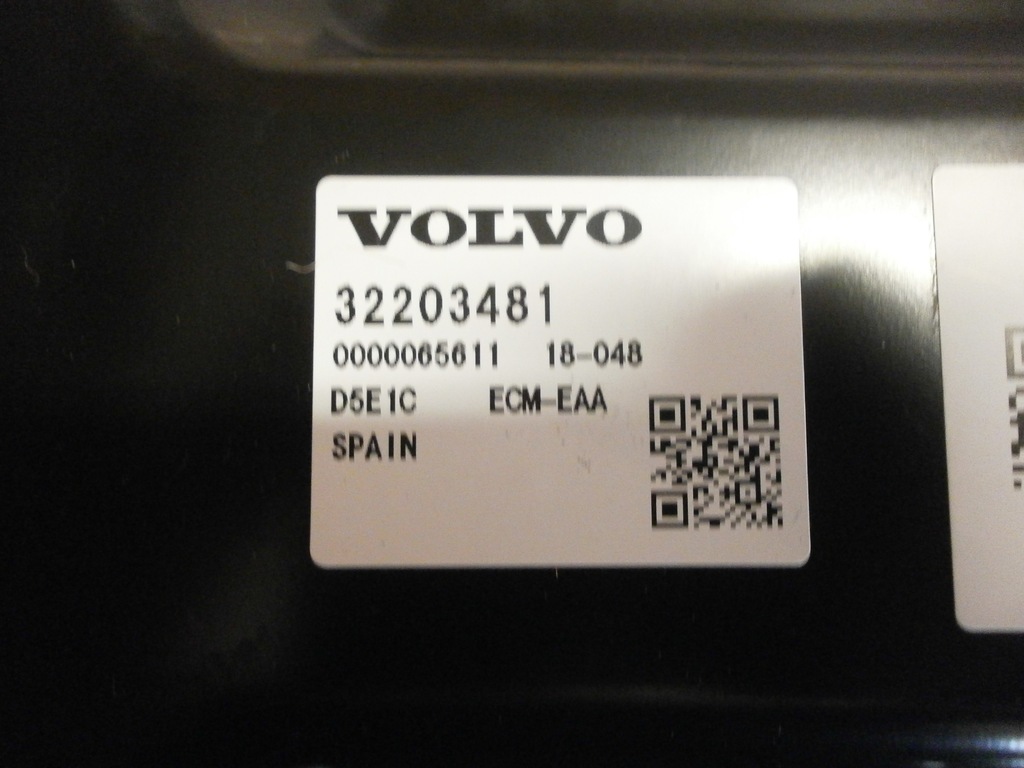 VOLVO
32203481
0000065611 18-048
D5E1C ECM-EAA
SPAIN